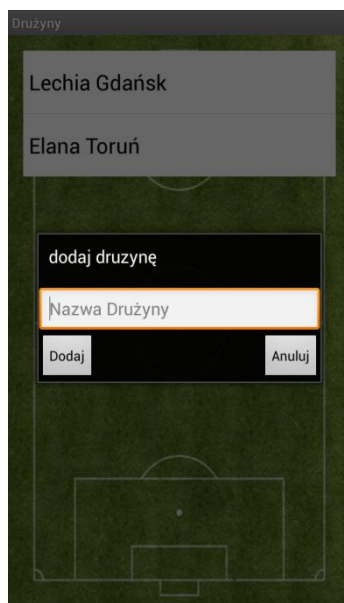 Drużyny
Lechia Gdańsk
Elana Toruń
dodaj druzynę
Nazwa Drużyny
Dodaj
Anuluj